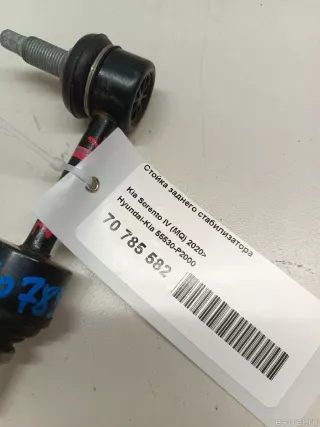 Стойка заднего стабилизатора
Kia Sorento IV (MQ) 2020>
Hyundai-Kia 55530-P2000
70 785 582